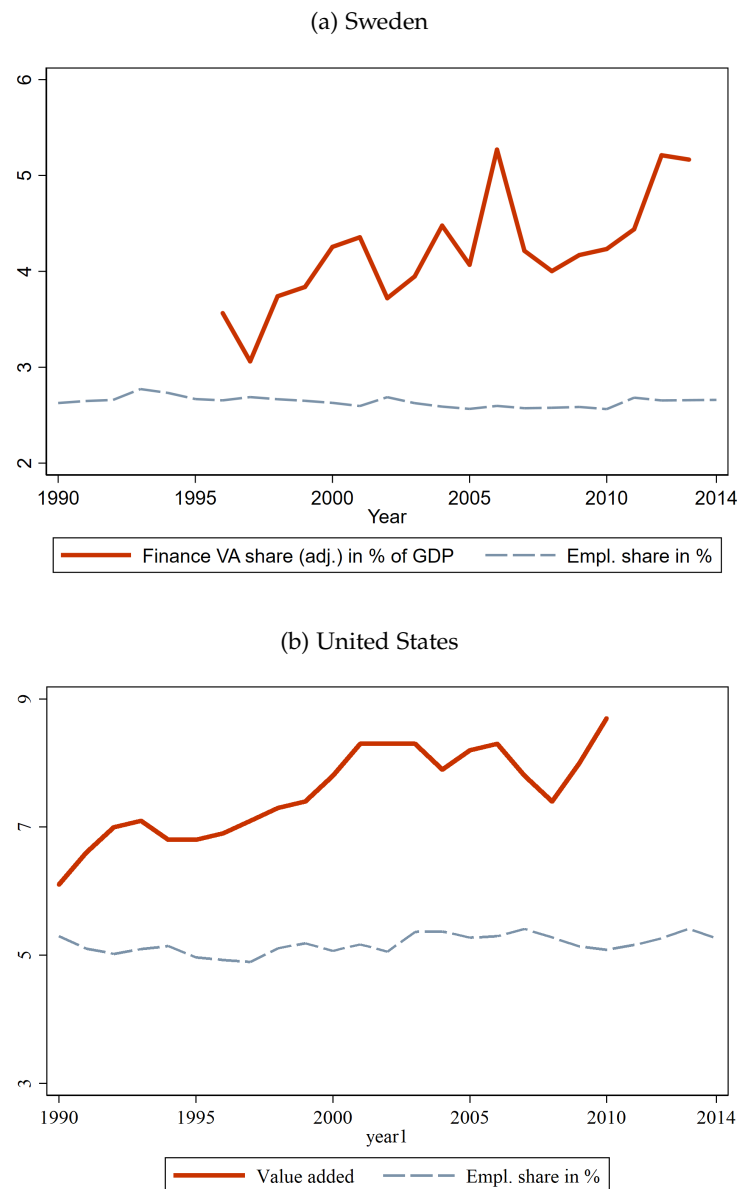 (a) Sweden
6
5
4
3
2
1990 1995 2000 2005 2010 2014
Year
Finance VA share (adj.) in % of GDP Empl. share in %
(b) United States
9
7
5
3
1990 1995 2000 2005 2010 2014
year1
Value added Empl. share in %